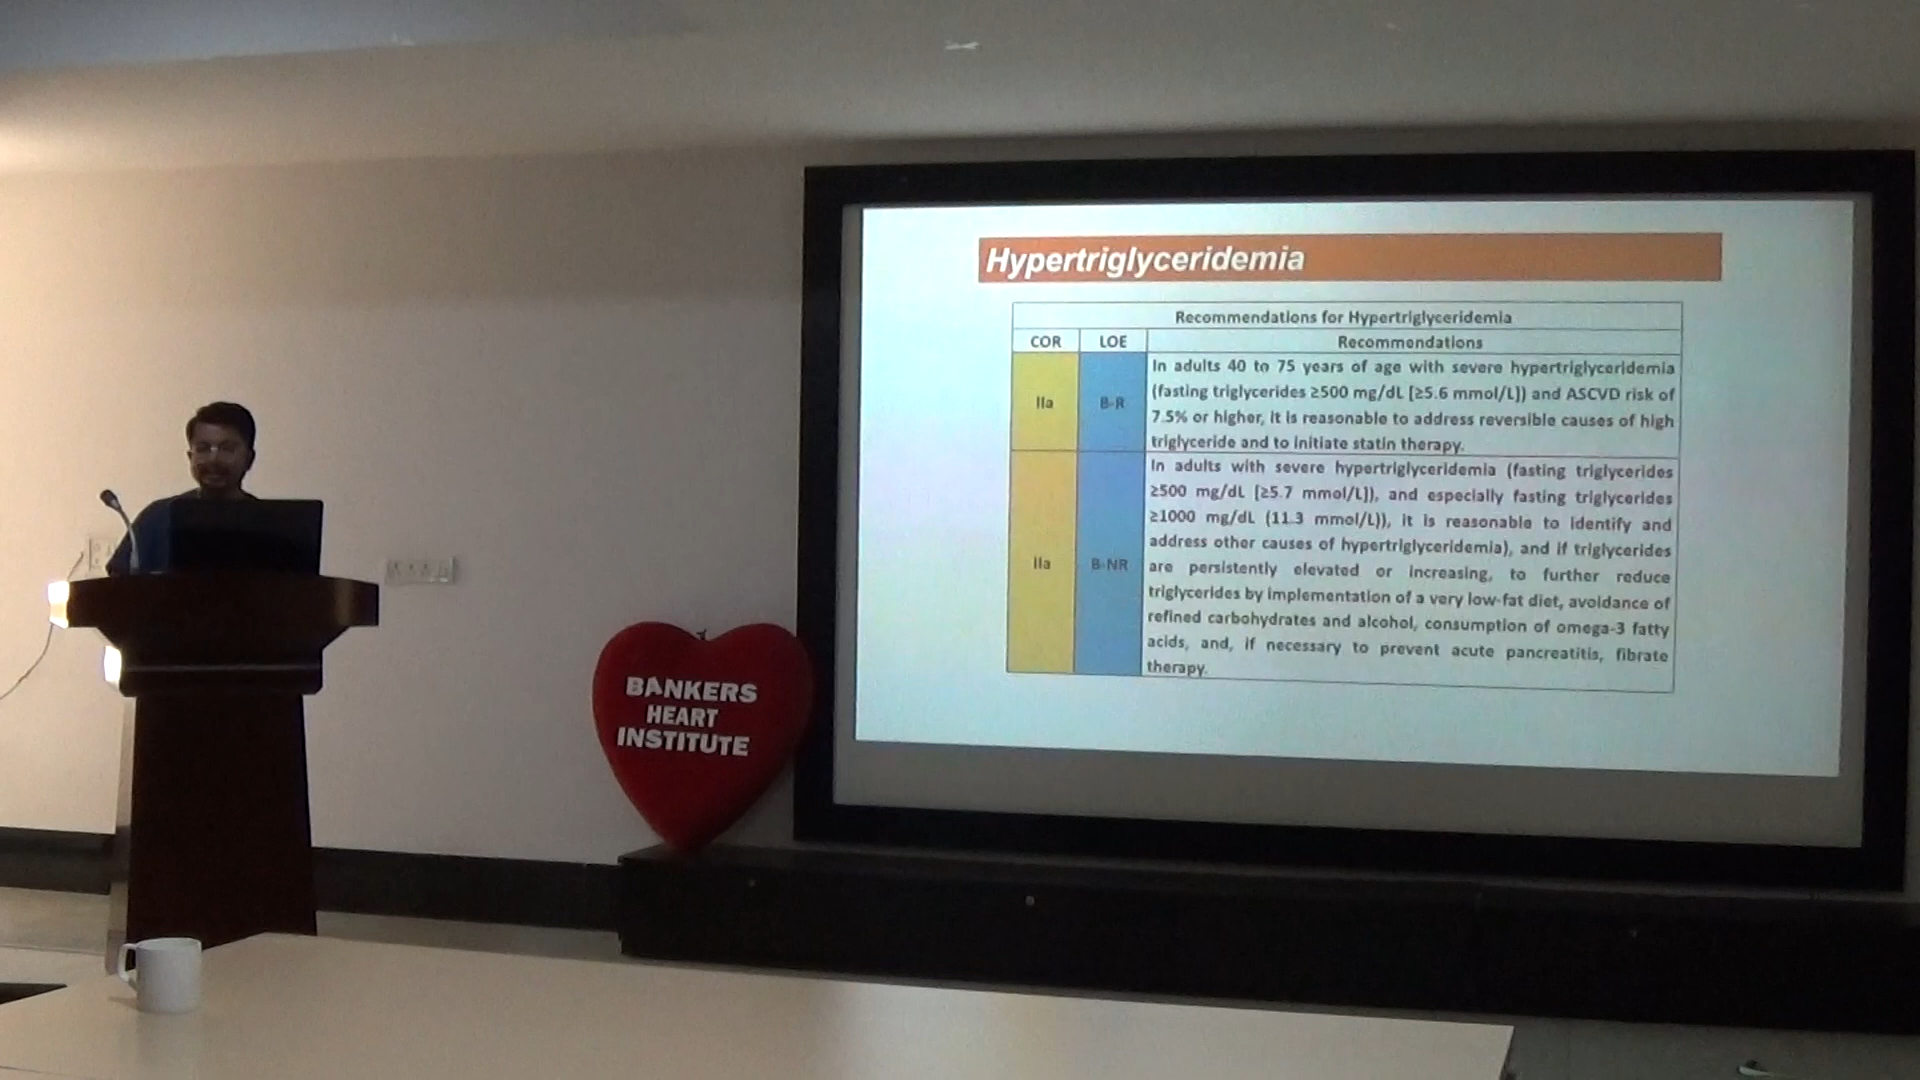 Hypertriglyceridemia
Recommendations for Hypertriglyceridemia
COR LOE Recommendations
IIa B-R
In adults 40 to 75 years of age with severe hypertriglyceridemia
(fasting triglycerides ≥500 mg/dL [≥5.6 mmol/L]) and ASCVD risk of
7.5% or higher, it is reasonable to address reversible causes of high
triglyceride and to initiate statin therapy.
IIa B-NR
In adults with severe hypertriglyceridemia (fasting triglycerides
≥500 mg/dL [≥5.7 mmol/L]), and especially fasting triglycerides
≥1000 mg/dL (11.3 mmol/L)), it is reasonable to identify and
address other causes of hypertriglyceridemia), and if triglycerides
are persistently elevated or increasing, to further reduce
triglycerides by implementation of a very low-fat diet, avoidance of
refined carbohydrates and alcohol, consumption of omega-3 fatty
acids, and, if necessary to prevent acute pancreatitis, fibrate
therapy.
BANKERS
HEART
INSTITUTE